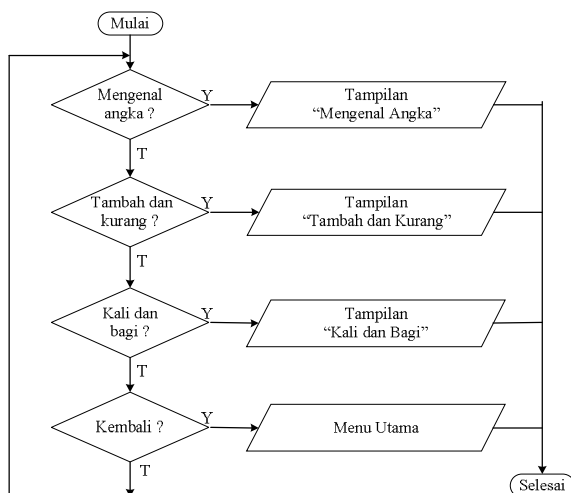 Mulai
Mengenal
angka ?
Y
Tampilan
“Mengenal Angka”
T
Tambah dan
kurang ?
Y
Tampilan
“Tambah dan Kurang”
T
Kali dan
bagi ?
Y
Tampilan
“Kali dan Bagi”
T
Kembali ?
Y
Menu Utama
T
Selesai